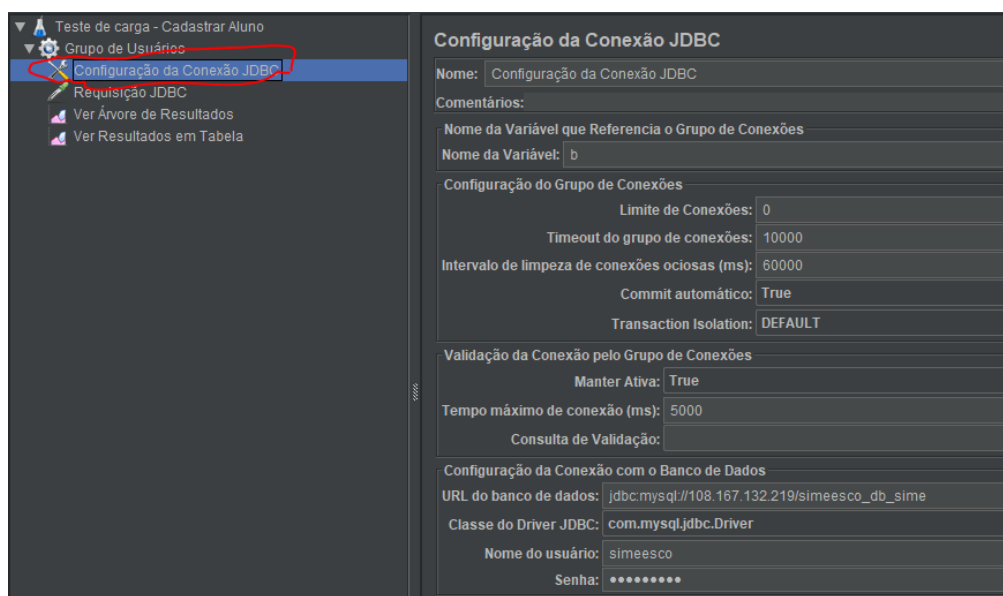 Teste de carga - Cadastrar Aluno
Grupo de Usuários
Configuração da Conexão JDBC
Requisição JDBC
Ver Árvore de Resultados
Ver Resultados em Tabela
Configuração da Conexão JDBC
Nome: Configuração da Conexão JDBC
Comentários:
Nome da Variável que Referencia o Grupo de Conexões
Nome da Variável: b
Configuração do Grupo de Conexões
Limite de Conexões: 0
Timeout do grupo de conexões: 10000
Intervalo de limpeza de conexões ociosas (ms): 60000
Commit automático: True
Transaction Isolation: DEFAULT
Validação da Conexão pelo Grupo de Conexões
Manter Ativa: True
Tempo máximo de conexão (ms): 5000
Consulta de Validação:
Configuração da Conexão com o Banco de Dados
URL do banco de dados: jdbc:mysql://108.167.132.219/simeesco_db_sime
Classe do Driver JDBC: com.mysql.jdbc.Driver
Nome do usuário: simeesco
Senha: •••••••••